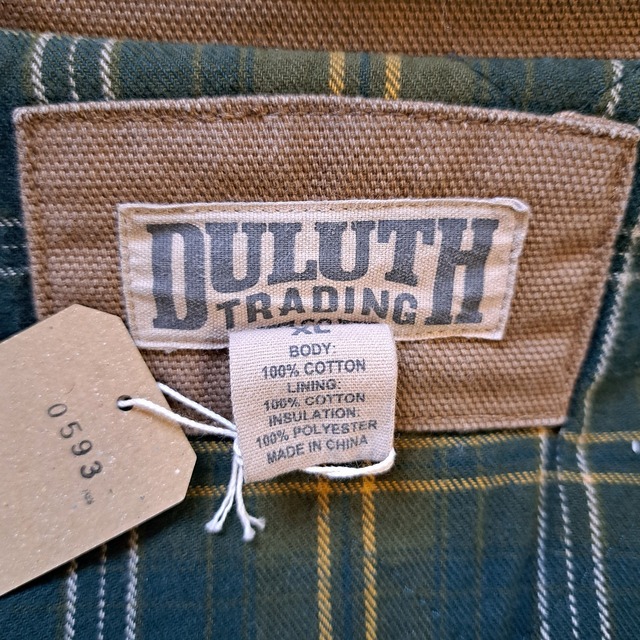 DULUTH
TRADING
XL
BODY:
100% COTTON
LINING:
100% COTTON
INSULATION:
100% POLYESTER
MADE IN CHINA
0593